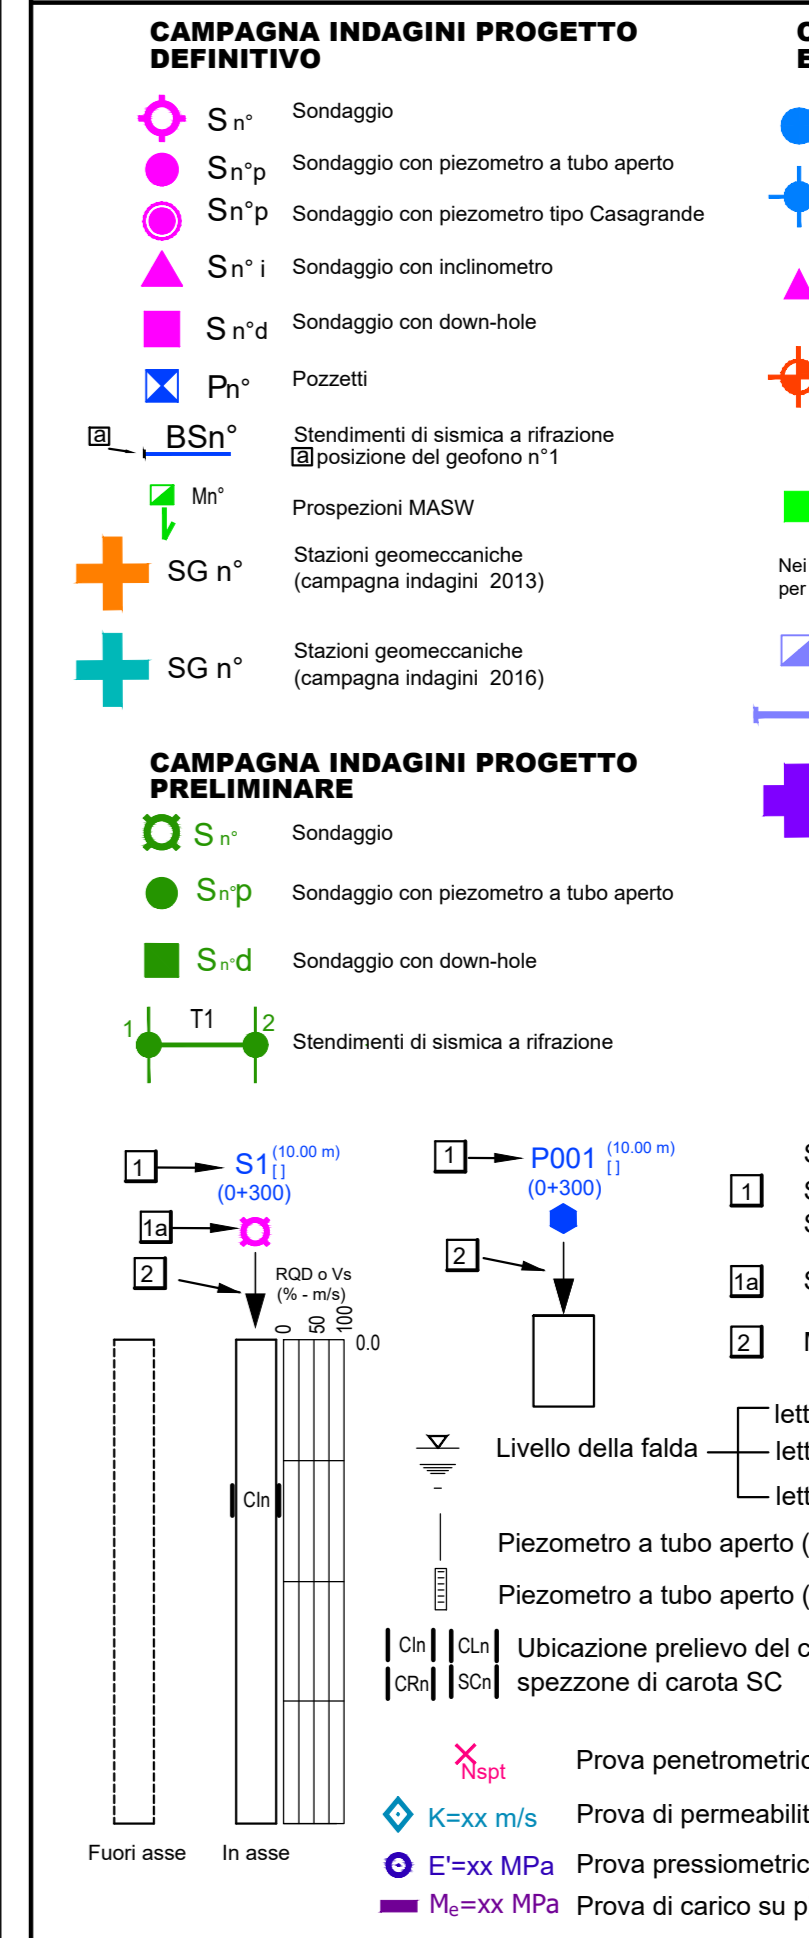 CAMPAGNA INDAGINI PROGETTO
DEFINITIVO
S n° Sondaggio
S n°p Sondaggio con piezometro a tubo aperto
S n°p Sondaggio con piezometro tipo Casagrande
S n° i Sondaggio con inclinometro
S n°d Sondaggio con down-hole
Pn° Pozzetti
a BSn° Stendimenti di sismica a rifrazione
a posizione del geofono n°1
Mn° Prospezioni MASW
SG n° Stazioni geomeccaniche
(campagna indagini 2013)
SG n° Stazioni geomeccaniche
(campagna indagini 2016)
CAMPAGNA INDAGINI PROGETTO
PRELIMINARE
S n° Sondaggio
S n°p Sondaggio con piezometro a tubo aperto
S n°d Sondaggio con down-hole
1 T1 2 Stendimenti di sismica a rifrazione
Nei
per
1 S1 (10.00 m)
[ ]
(0+300)
1a
2
RQD o Vs
(% - m/s)
0 50 100
0.0
CIn
Fuori asse In asse
1 P001 (10.00 m)
[ ]
(0+300)
2
1
1a
2
Livello della falda
lett
lett
lett
Piezometro a tubo aperto (
Piezometro a tubo aperto (
CIn CLn Ubicazione prelievo del c
CRn SCn spezzone di carota SC
Nspt Prova penetrometric
K=xx m/s Prova di permeabilit
E'=xx MPa Prova pressiometric
Me=xx MPa Prova di carico su p